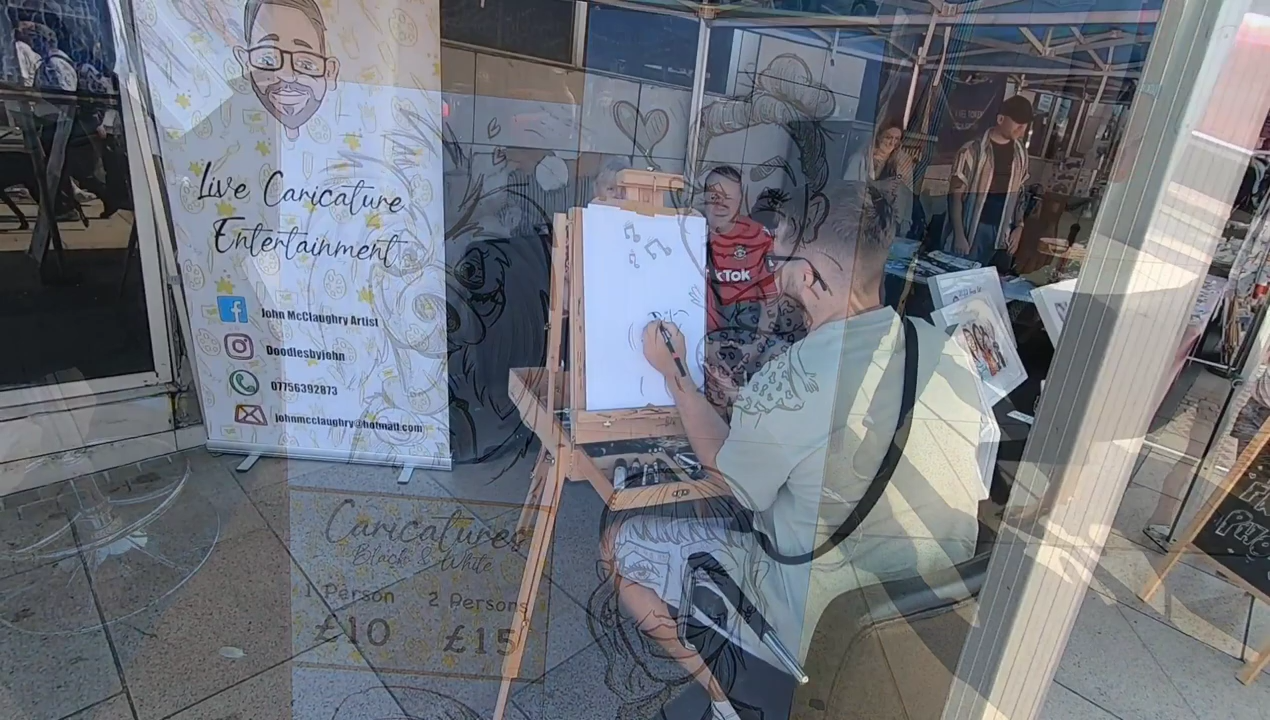 Live Caricature
Entertainment
John McClaughry Artist
Doodlesbyjohn
07756392873
johnmcclaughry@hotmail.com
KTOK
Caricatures
Black & White
1 Person 2 Persons
£10 £15